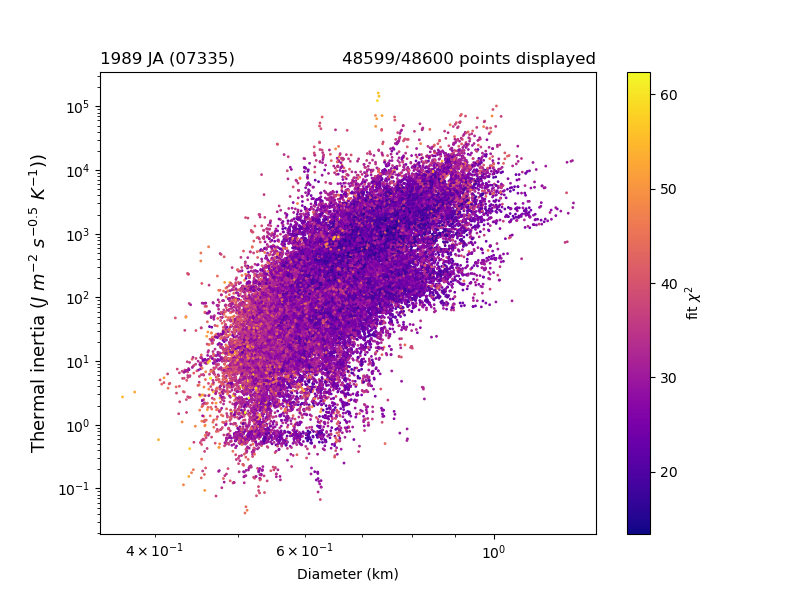 1989 JA (07335) 48599/48600 points displayed
10⁵
10⁴
10³
10²
10¹
10⁰
10⁻¹
Thermal inertia (J m⁻² s⁻⁰·⁵ K⁻¹))
4 × 10⁻¹ 6 × 10⁻¹ 10⁰
Diameter (km)
60
50
40
30
20
fit χ²